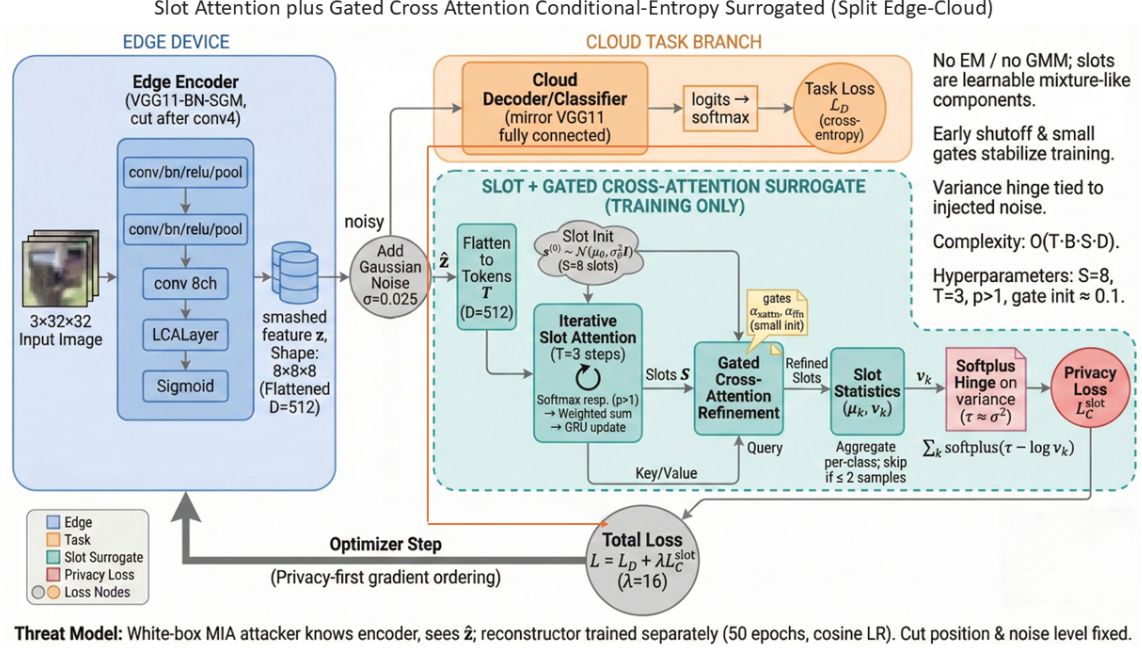 Slot Attention plus Gated Cross Attention Conditional-Entropy Surrogated (Split Edge-Cloud)
EDGE DEVICE
Edge Encoder
(VGG11-BN-SGM,
cut after conv4)
conv/bn/relu/pool
conv/bn/relu/pool
conv 8ch
LCALayer
Sigmoid
3×32×32
Input Image
smashed
feature z,
Shape:
8×8×8
(Flattened
D=512)
noisy
Add
Gaussian
Noise
σ=0.025
ẑ
CLOUD TASK BRANCH
Cloud
Decoder/Classifier
(mirror VGG11
fully connected)
logits →
softmax
Task Loss
L_D
(cross-
entropy)
SLOT + GATED CROSS-ATTENTION SURROGATE
(TRAINING ONLY)
Flatten
to
Tokens
T
(D=512)
Slot Init
s^(0) ~ N(μ₀, σ₀²I)
(S=8 slots)
Iterative
Slot Attention
(T=3 steps)
Softmax resp. (p>1)
→ Weighted sum
→ GRU update
Slots S
Key/Value
Query
gates
α_xattn, α_ffn
(small init)
Gated
Cross-
Attention
Refinement
Refined
Slots
Slot
Statistics
(μ_k, ν_k)
Aggregate
per-class; skip
if ≤ 2 samples
ν_k
Softplus
Hinge on
variance
(τ ≈ σ²)
∑_k softplus(τ − log ν_k)
Privacy
Loss
L_C^slot
No EM / no GMM; slots
are learnable mixture-like
components.
Early shutoff & small
gates stabilize training.
Variance hinge tied to
injected noise.
Complexity: O(T·B·S·D).
Hyperparameters: S=8,
T=3, p>1, gate init ≈ 0.1.
Edge
Task
Slot Surrogate
Privacy Loss
Loss Nodes
Optimizer Step
(Privacy-first gradient ordering)
Total Loss
L = L_D + λL_C^slot
(λ=16)
Threat Model: White-box MIA attacker knows encoder, sees ẑ; reconstructor trained separately (50 epochs, cosine LR). Cut position & noise level fixed.